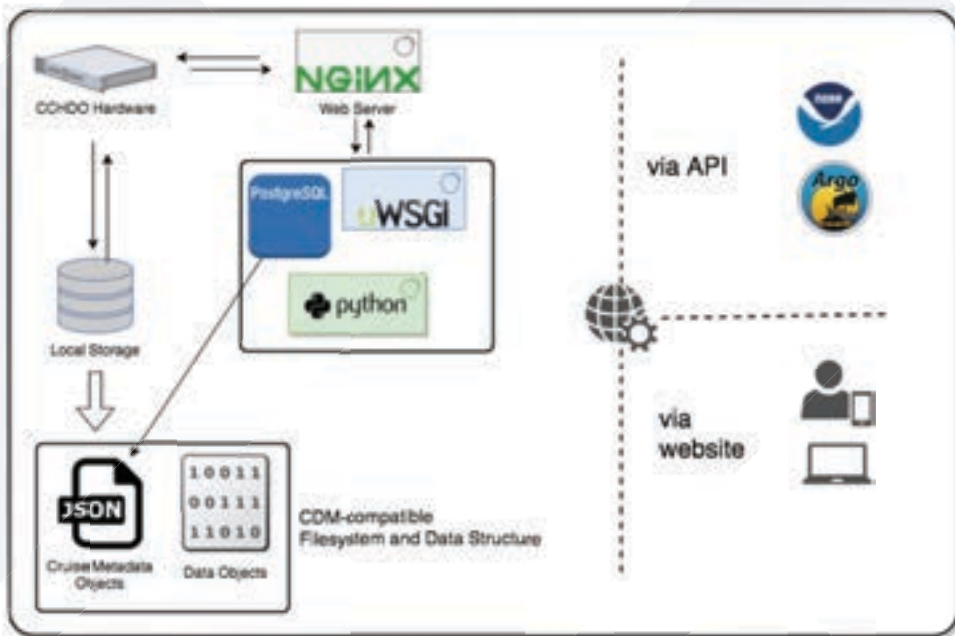 NGINX
CCHDO Hardware
Web Server
PostgreSQL
uWSGI
python
Local Storage
JSON
10011
00111
11010
Cruise Metadata
Objects
Data Objects
CDM-compatible
Filesystem and Data Structure
via API
Argo
via
website